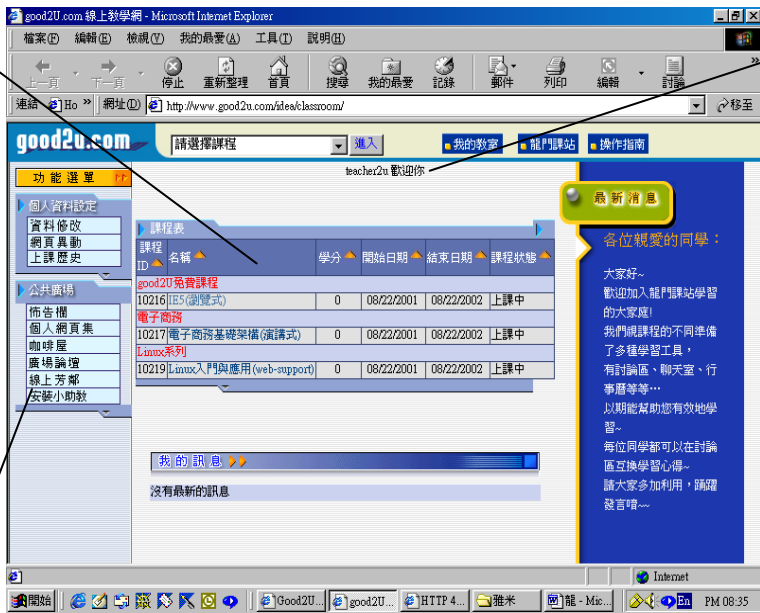 good2U.com 線上教學網 - Microsoft Internet Explorer
檔案(F) 編輯(E) 檢視(V) 我的最愛(A) 工具(T) 說明(H)
上一頁 下一頁 停止 重新整理 首頁 搜尋 我的最愛 記錄 郵件 列印 編輯 討論 »
連結 Ho » 網址(D) http://www.good2u.com/idea/classroom/ 移至
good2u.com 請選擇課程 進入 我的教室 龍門課站 操作指南
teacher2u 歡迎你
功能選單
個人資料設定
資料修改
網頁異動
上課歷史
公共廣場
佈告欄
個人網頁集
咖啡屋
廣場論壇
線上芳鄰
安裝小助教
課程表
課程ID 名稱 學分 開始日期 結束日期 課程狀態
good2U免費課程
10216 IE5(瀏覽式) 0 08/22/2001 08/22/2002 上課中
電子商務
10217 電子商務基礎架構(演講式) 0 08/22/2001 08/22/2002 上課中
Linux系列
10219 Linux入門與應用(web-support) 0 08/22/2001 08/22/2002 上課中
我的訊息
沒有最新的訊息
最新消息
各位親愛的同學：
大家好~
歡迎加入龍門課站學習
的大家庭!
我們視課程的不同準備
了多種學習工具，
有討論區、聊天室、行
事曆等等…
以期能幫助您有效地學
習~
每位同學都可以在討論
區互換學習心得~
請大家多加利用，踴躍
發言唷~~
Internet
開始 Good2U... good2U... HTTP 4... 雅米 龍 - Mic... En PM 08:35